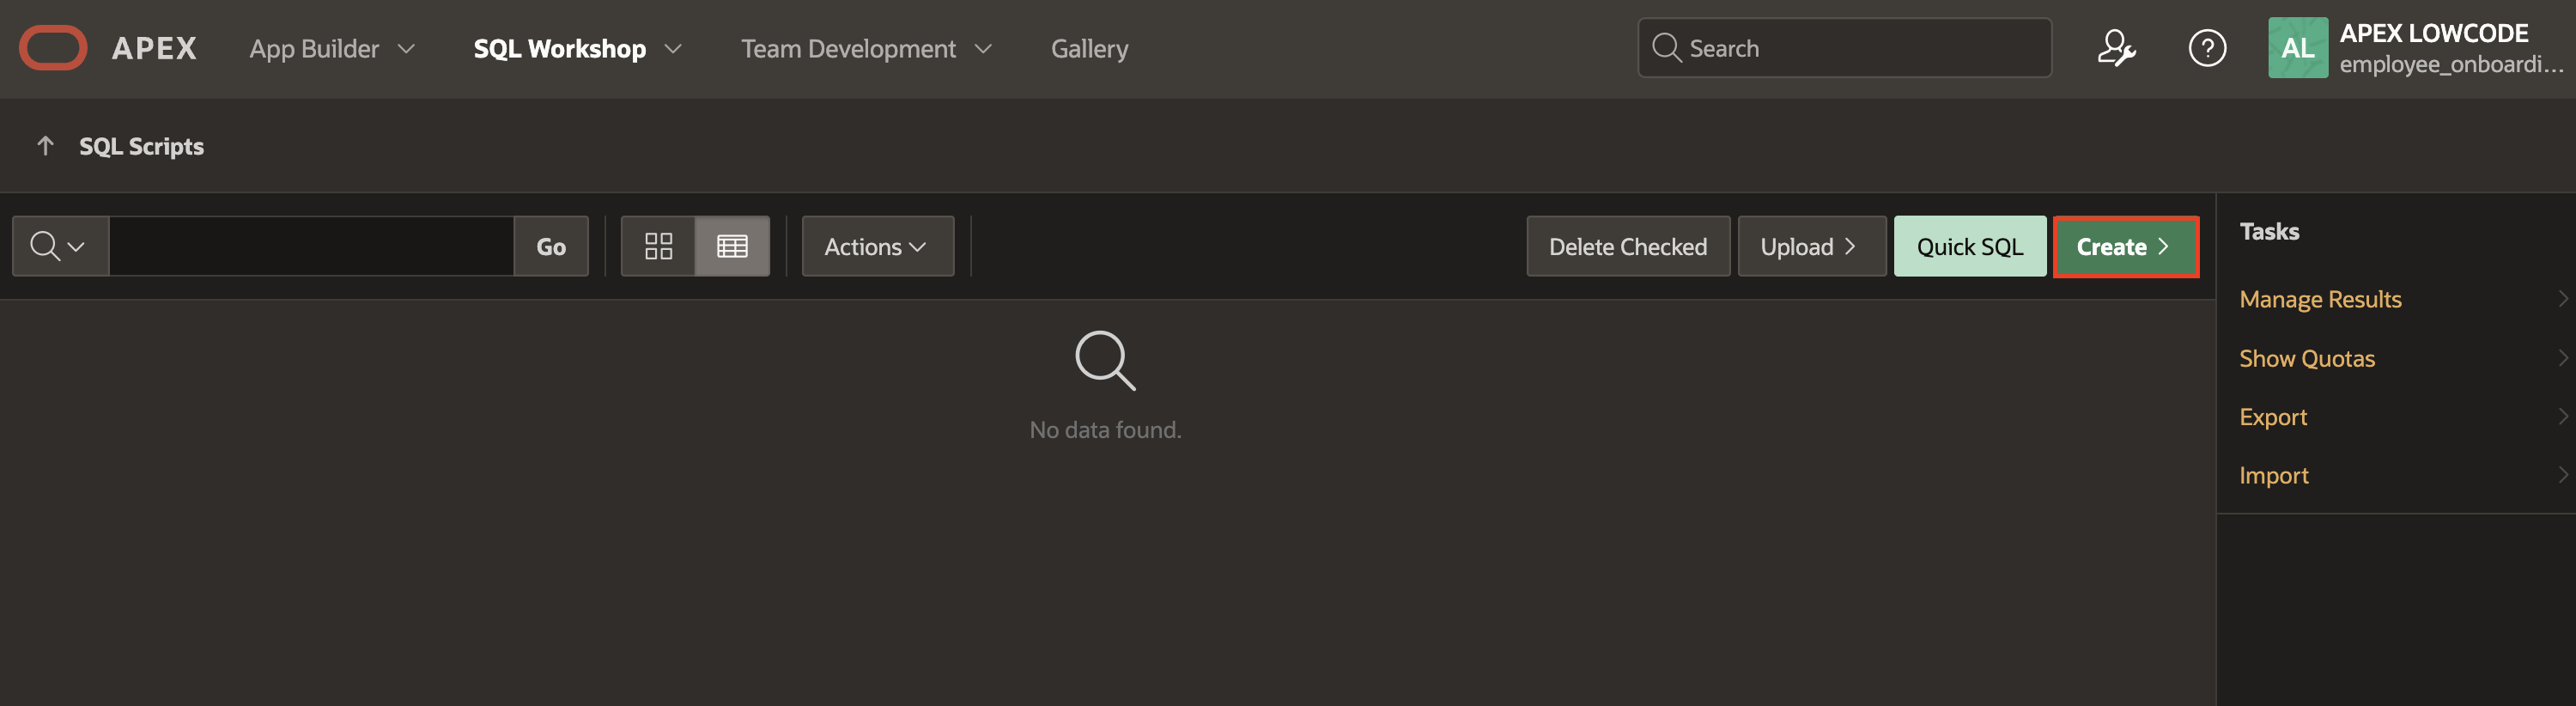 APEX App Builder SQL Workshop Team Development Gallery Search AL APEX LOWCODE
employee_onboardi...
SQL Scripts
Go Actions Delete Checked Upload Quick SQL Create
Tasks
Manage Results
Show Quotas
Export
Import
No data found.